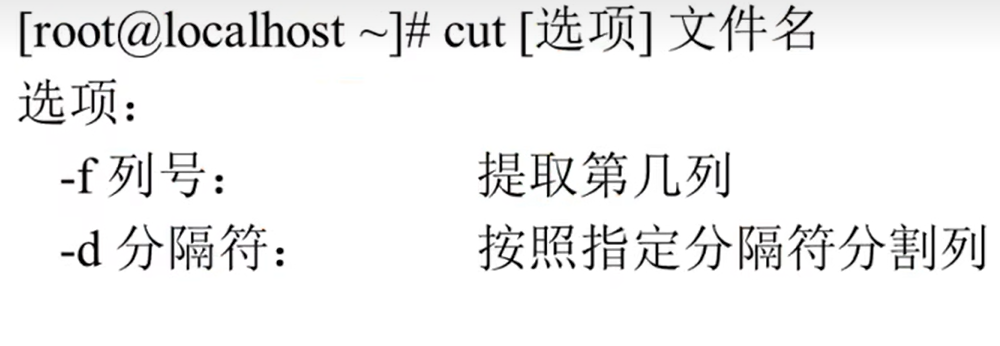 [root@localhost ~]# cut [选项] 文件名
选项：
-f 列号： 提取第几列
-d 分隔符： 按照指定分隔符分割列